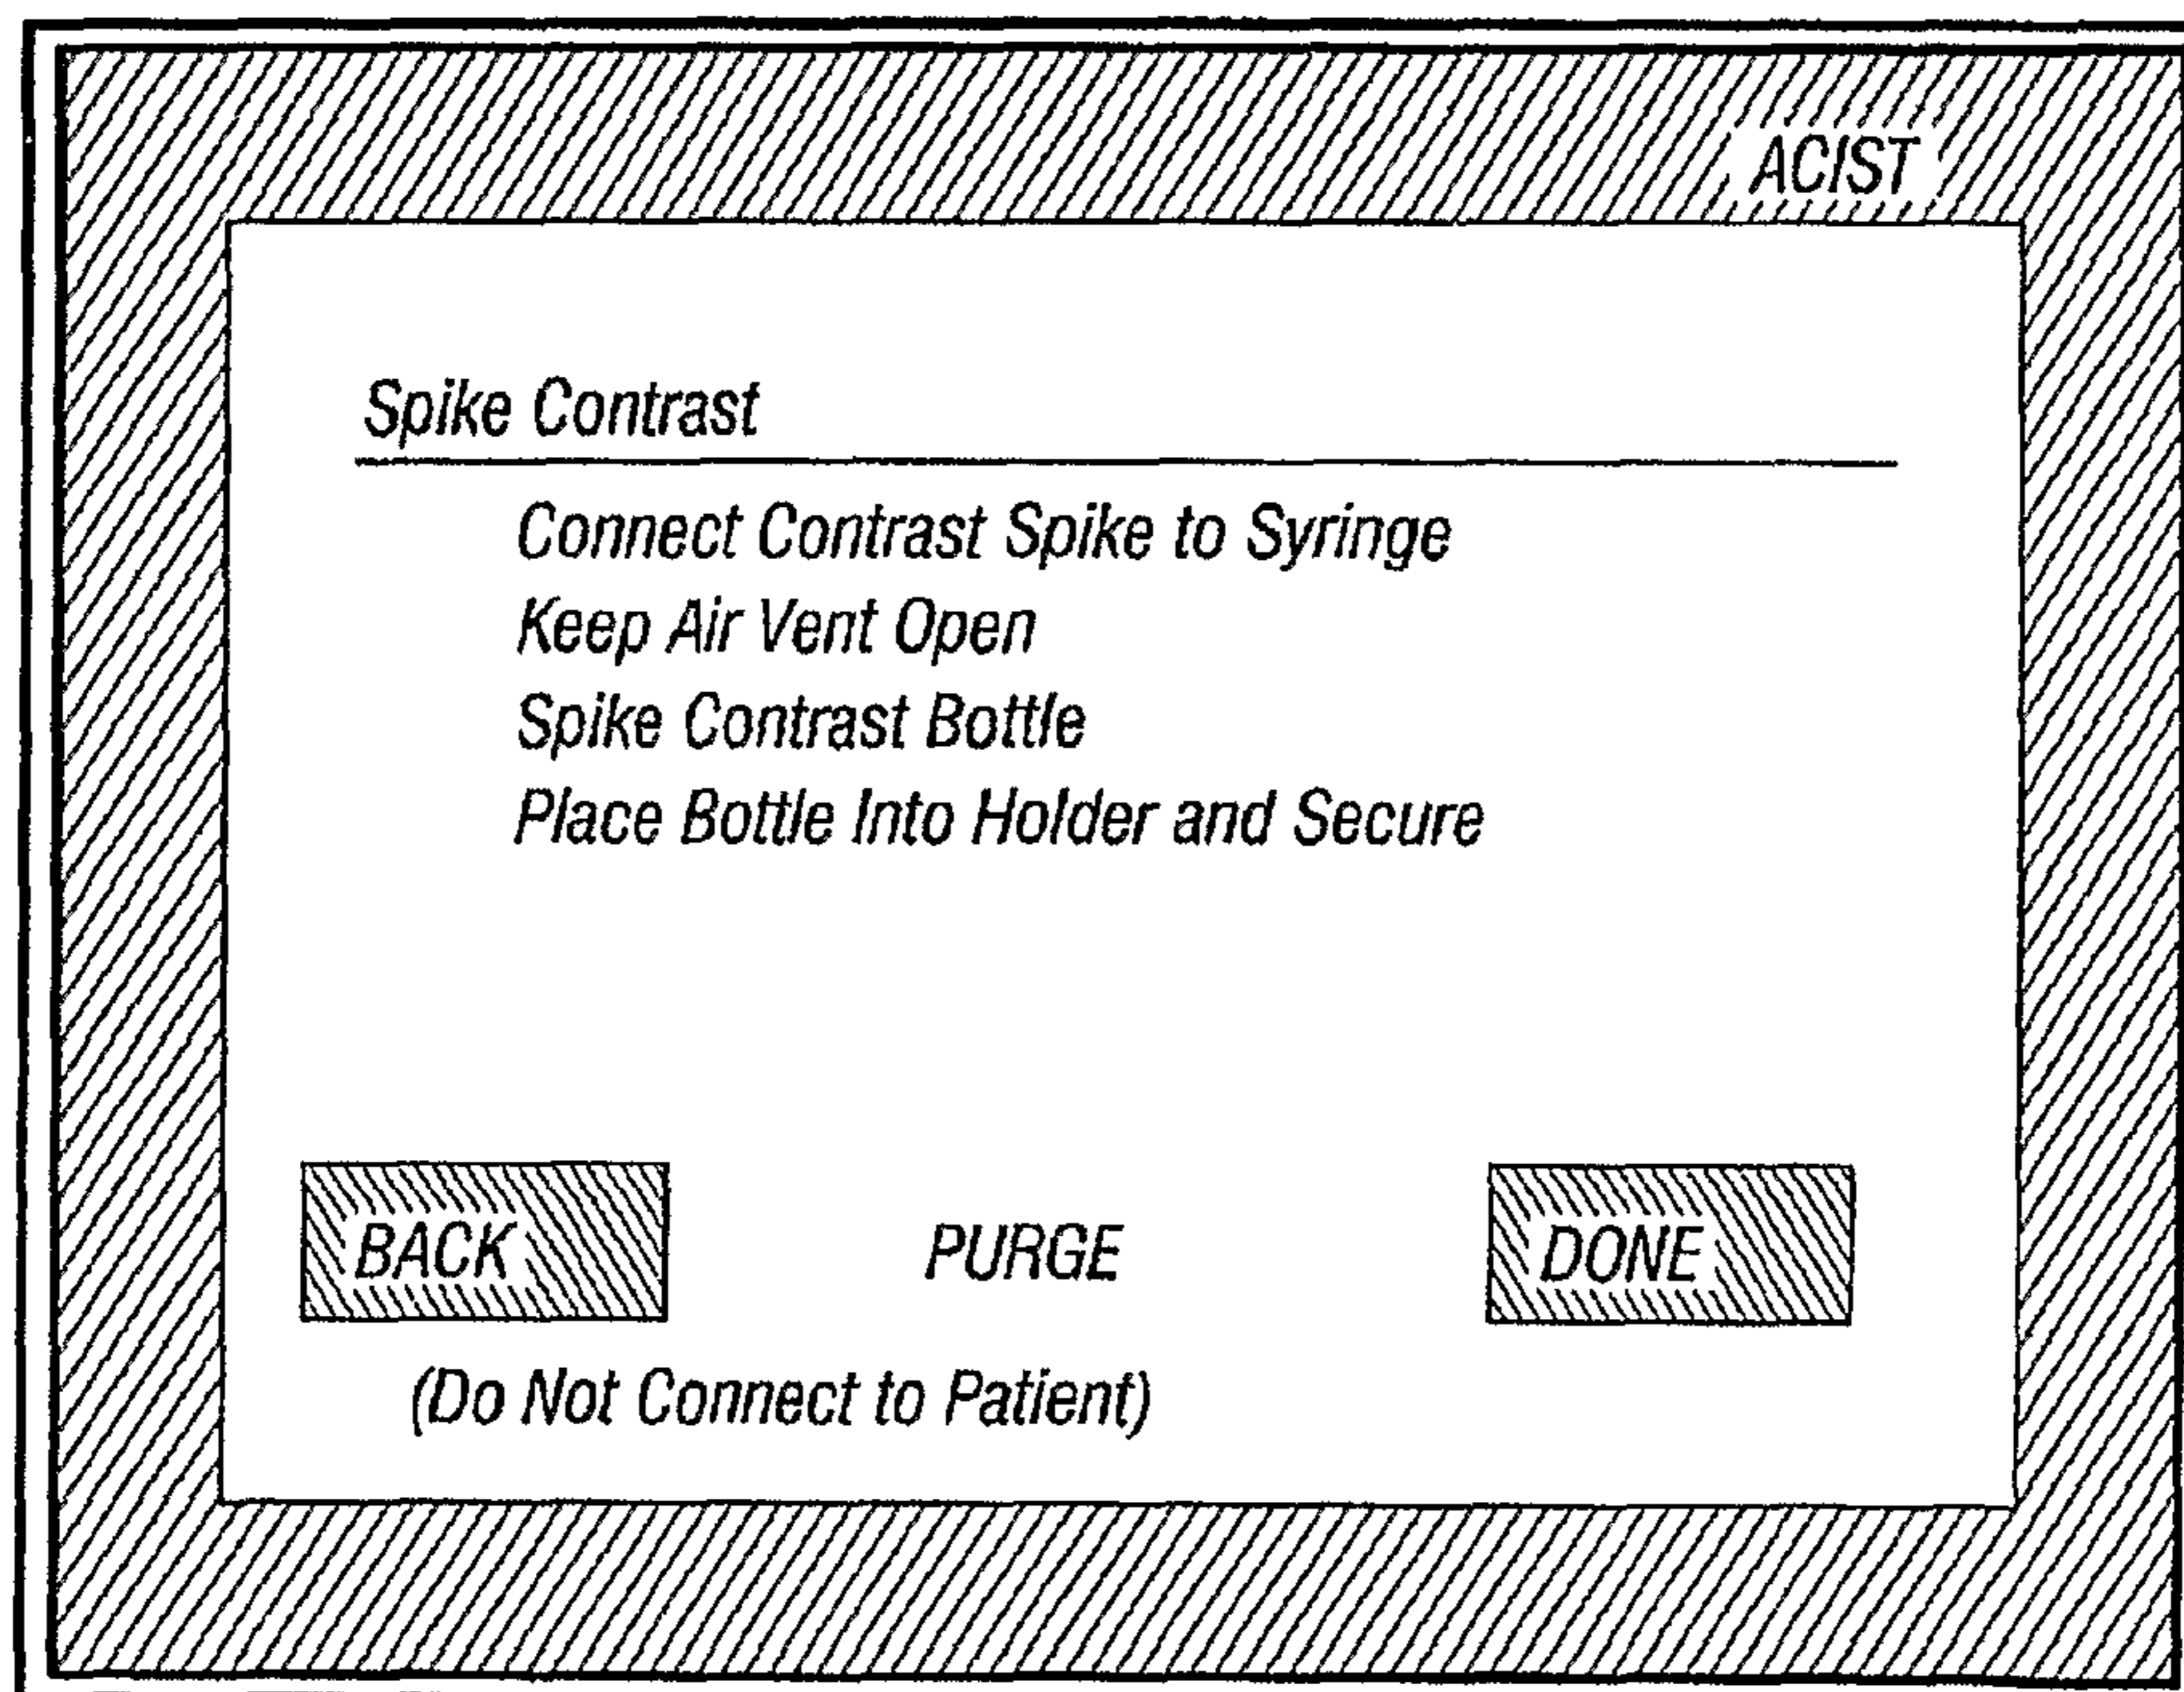 ACIST
Spike Contrast
Connect Contrast Spike to Syringe
Keep Air Vent Open
Spike Contrast Bottle
Place Bottle Into Holder and Secure
BACK PURGE DONE
(Do Not Connect to Patient)